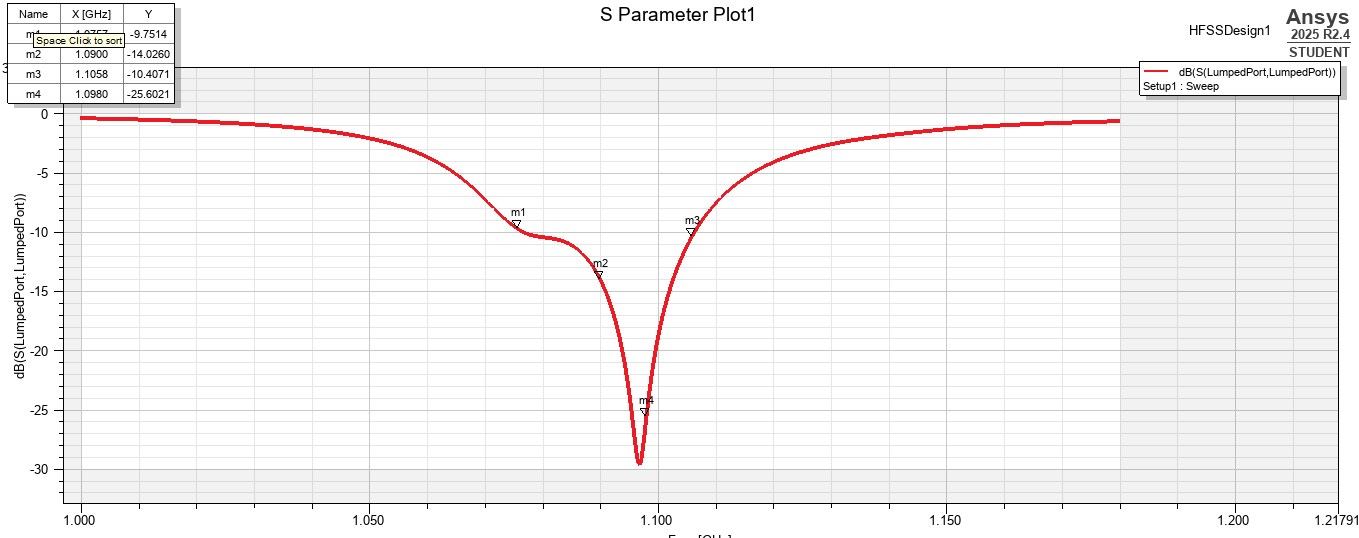 S Parameter Plot1
HFSSDesign1
Ansys
2025 R2.4
STUDENT
Name X [GHz] Y
m1 -9.7514
Space Click to sort
m2 1.0900 -14.0260
m3 1.1058 -10.4071
m4 1.0980 -25.6021
dB(S(LumpedPort,LumpedPort))
Setup1 : Sweep
dB(S(LumpedPort,LumpedPort))
0
-5
-10
-15
-20
-25
-30
m1
m2
m3
m4
1.000 1.050 1.100 1.150 1.200 1.21791